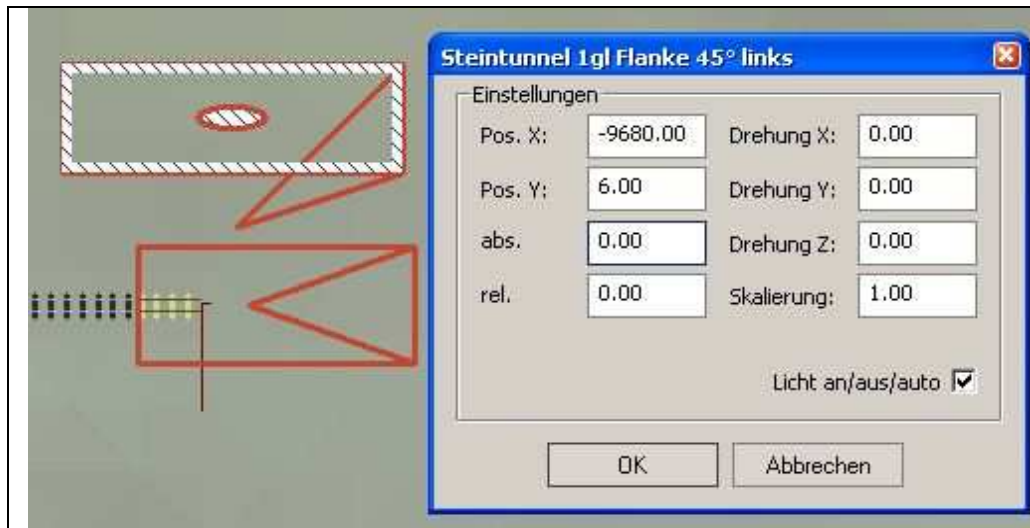 Steintunnel 1gl Flanke 45° links
Einstellungen
Pos. X: -9680.00 Drehung X: 0.00
Pos. Y: 6.00 Drehung Y: 0.00
abs. 0.00 Drehung Z: 0.00
rel. 0.00 Skalierung: 1.00
Licht an/aus/auto
OK Abbrechen